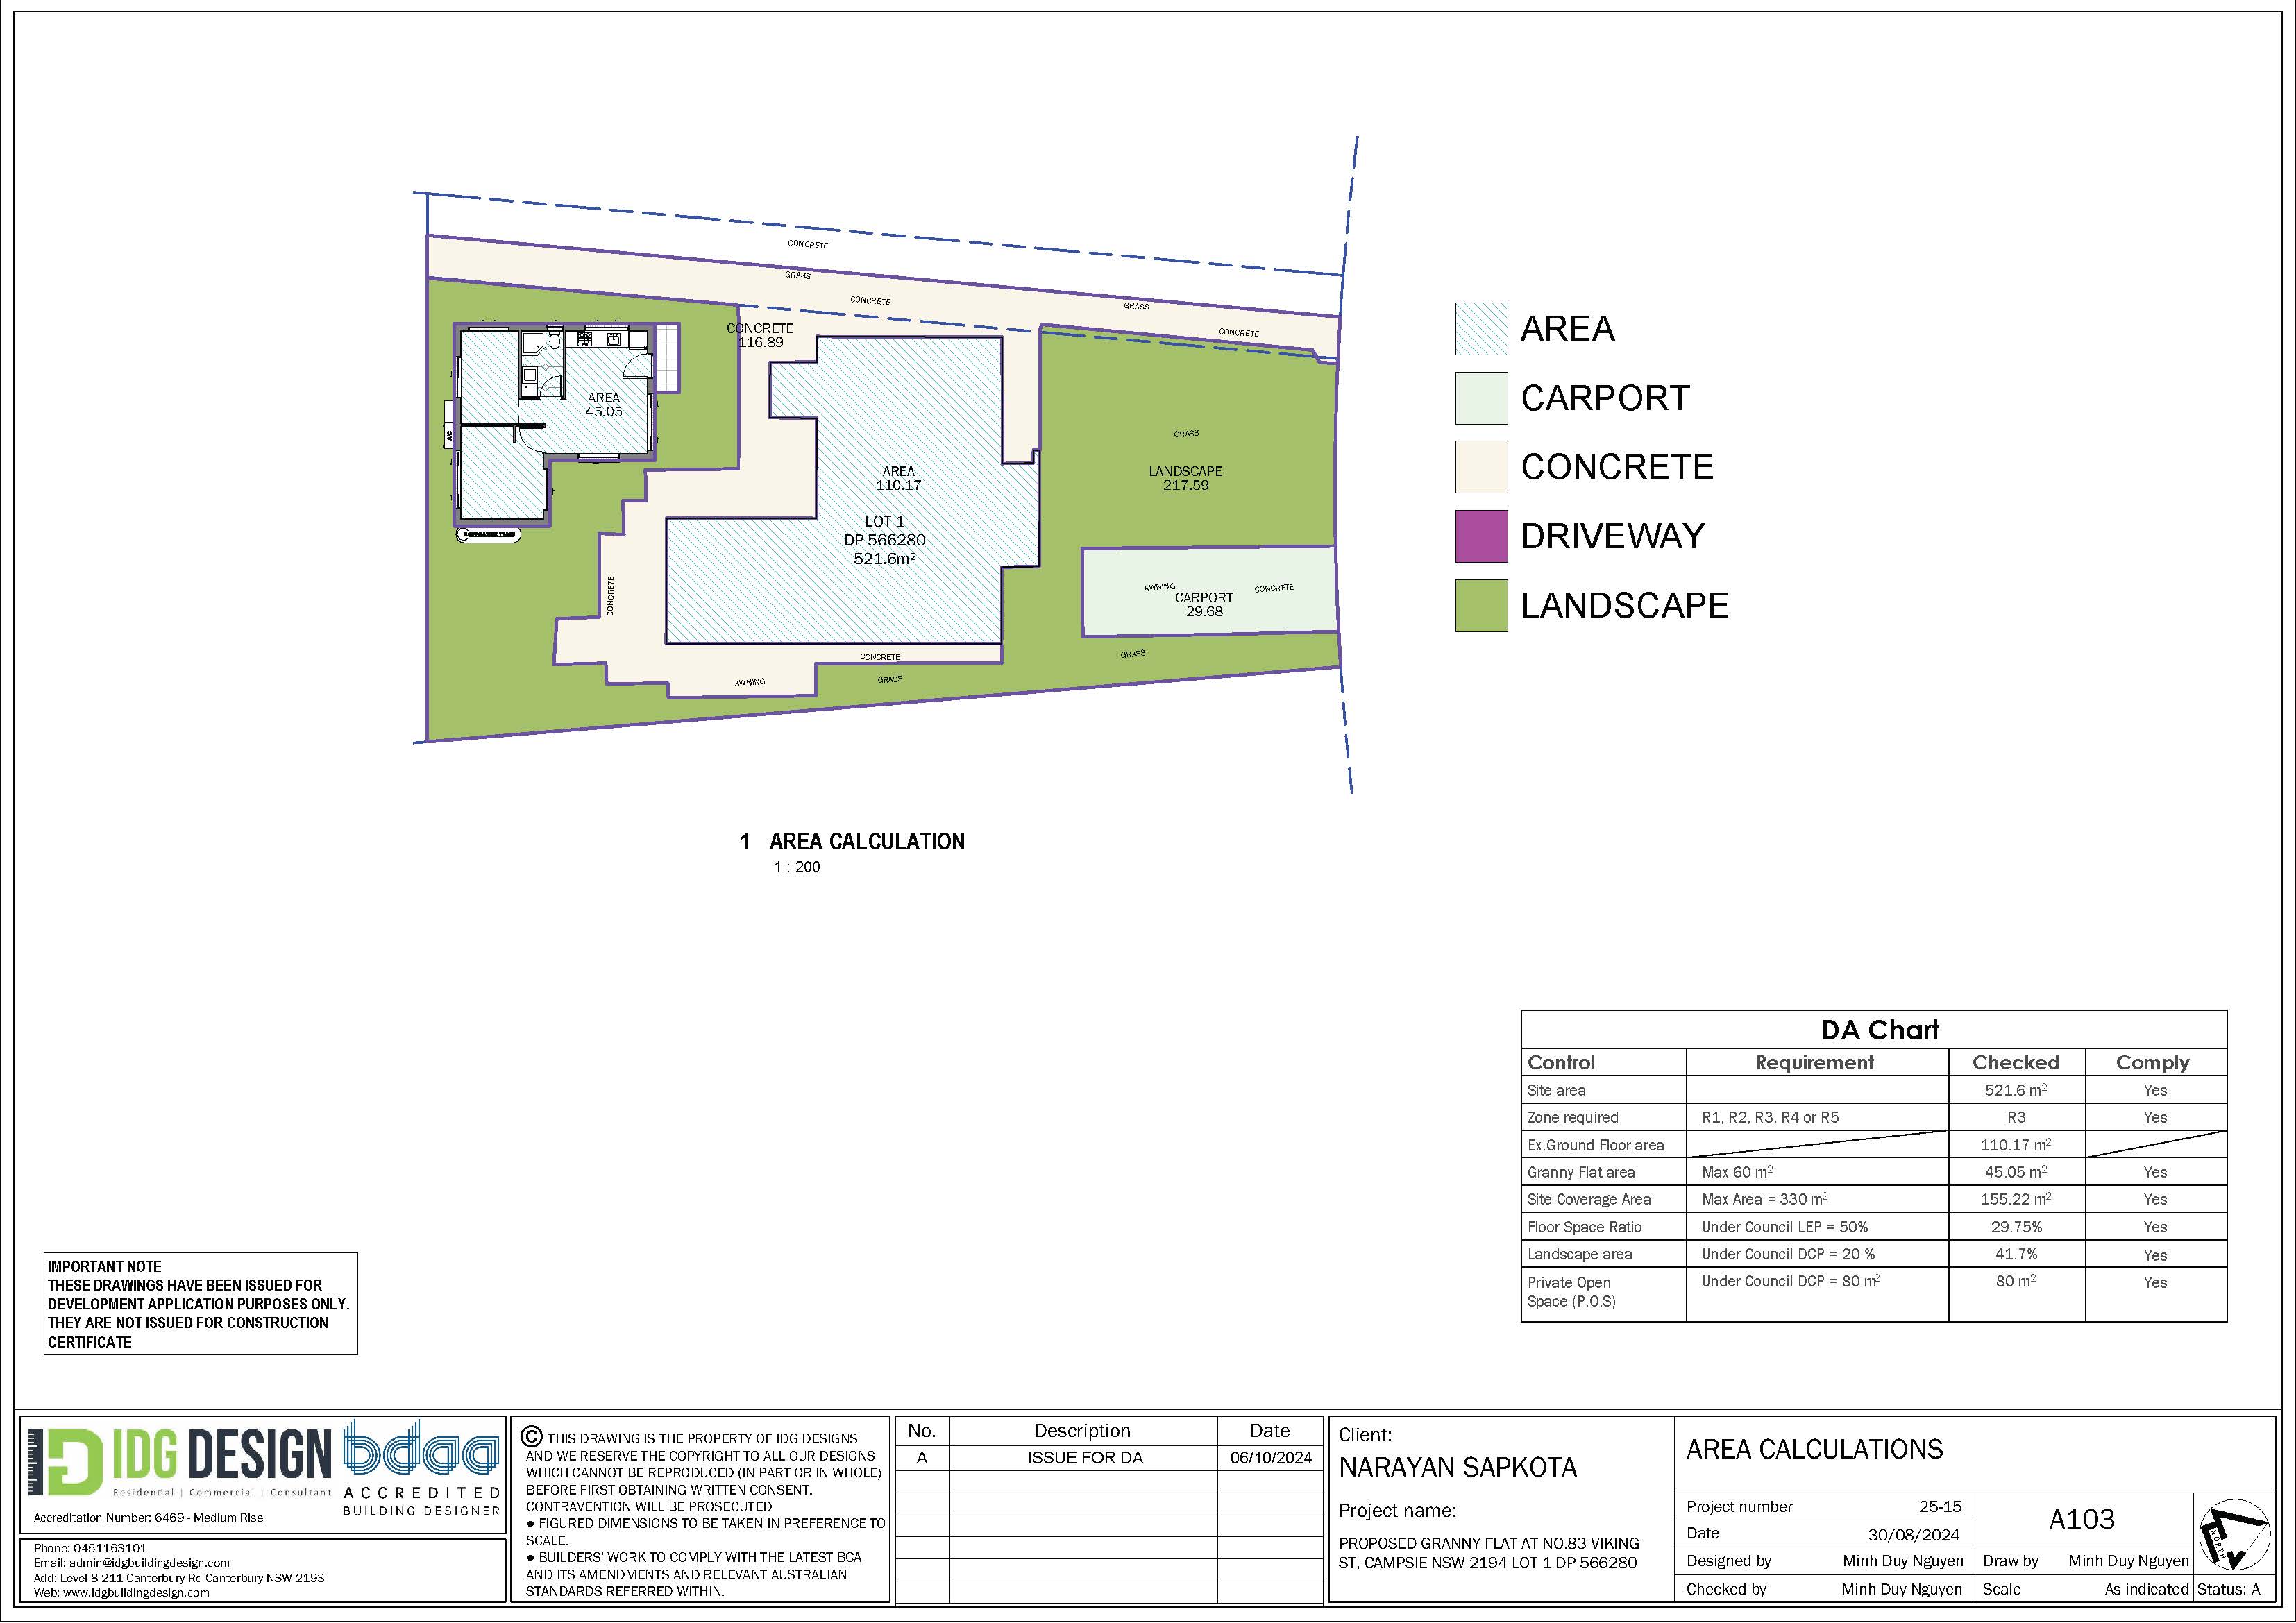 CONCRETE
GRASS
CONCRETE
GRASS
CONCRETE
CONCRETE
116.89
AREA
45.05
A/C
GRASS
AREA
110.17
LANDSCAPE
217.59
LOT 1
DP 566280
521.6m²
CONCRETE
AWNING
CONCRETE
CARPORT
29.68
CONCRETE
GRASS
AWNING
GRASS
AREA
CARPORT
CONCRETE
DRIVEWAY
LANDSCAPE
1 AREA CALCULATION
1 : 200
DA Chart
Control Requirement Checked Comply
Site area 521.6 m² Yes
Zone required R1, R2, R3, R4 or R5 R3 Yes
Ex.Ground Floor area 110.17 m²
Granny Flat area Max 60 m² 45.05 m² Yes
Site Coverage Area Max Area = 330 m² 155.22 m² Yes
Floor Space Ratio Under Council LEP = 50% 29.75% Yes
Landscape area Under Council DCP = 20 % 41.7% Yes
Private Open Under Council DCP = 80 m² 80 m² Yes
Space (P.O.S)
IMPORTANT NOTE
THESE DRAWINGS HAVE BEEN ISSUED FOR
DEVELOPMENT APPLICATION PURPOSES ONLY.
THEY ARE NOT ISSUED FOR CONSTRUCTION
CERTIFICATE
IDG DESIGN
Residential | Commercial | Consultant
bdaa
ACCREDITED
BUILDING DESIGNER
Accreditation Number: 6469 - Medium Rise
Phone: 0451163101
Email: admin@idgbuildingdesign.com
Add: Level 8 211 Canterbury Rd Canterbury NSW 2193
Web: www.idgbuildingdesign.com
© THIS DRAWING IS THE PROPERTY OF IDG DESIGNS
AND WE RESERVE THE COPYRIGHT TO ALL OUR DESIGNS
WHICH CANNOT BE REPRODUCED (IN PART OR IN WHOLE)
BEFORE FIRST OBTAINING WRITTEN CONSENT.
CONTRAVENTION WILL BE PROSECUTED
● FIGURED DIMENSIONS TO BE TAKEN IN PREFERENCE TO
SCALE.
● BUILDERS' WORK TO COMPLY WITH THE LATEST BCA
AND ITS AMENDMENTS AND RELEVANT AUSTRALIAN
STANDARDS REFERRED WITHIN.
No. Description Date
A ISSUE FOR DA 06/10/2024
Client:
NARAYAN SAPKOTA
Project name:
PROPOSED GRANNY FLAT AT NO.83 VIKING
ST, CAMPSIE NSW 2194 LOT 1 DP 566280
AREA CALCULATIONS
Project number 25-15
Date 30/08/2024
Designed by Minh Duy Nguyen
Checked by Minh Duy Nguyen
A103
Draw by Minh Duy Nguyen
Scale As indicated
NORTH
Status: A